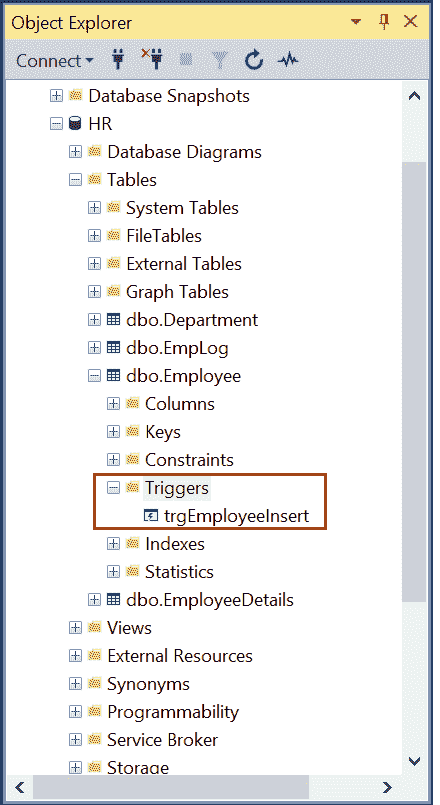 Object Explorer
Connect
Database Snapshots
HR
Database Diagrams
Tables
System Tables
FileTables
External Tables
Graph Tables
dbo.Department
dbo.EmpLog
dbo.Employee
Columns
Keys
Constraints
Triggers
trgEmployeeInsert
Indexes
Statistics
dbo.EmployeeDetails
Views
External Resources
Synonyms
Programmability
Service Broker
Storage